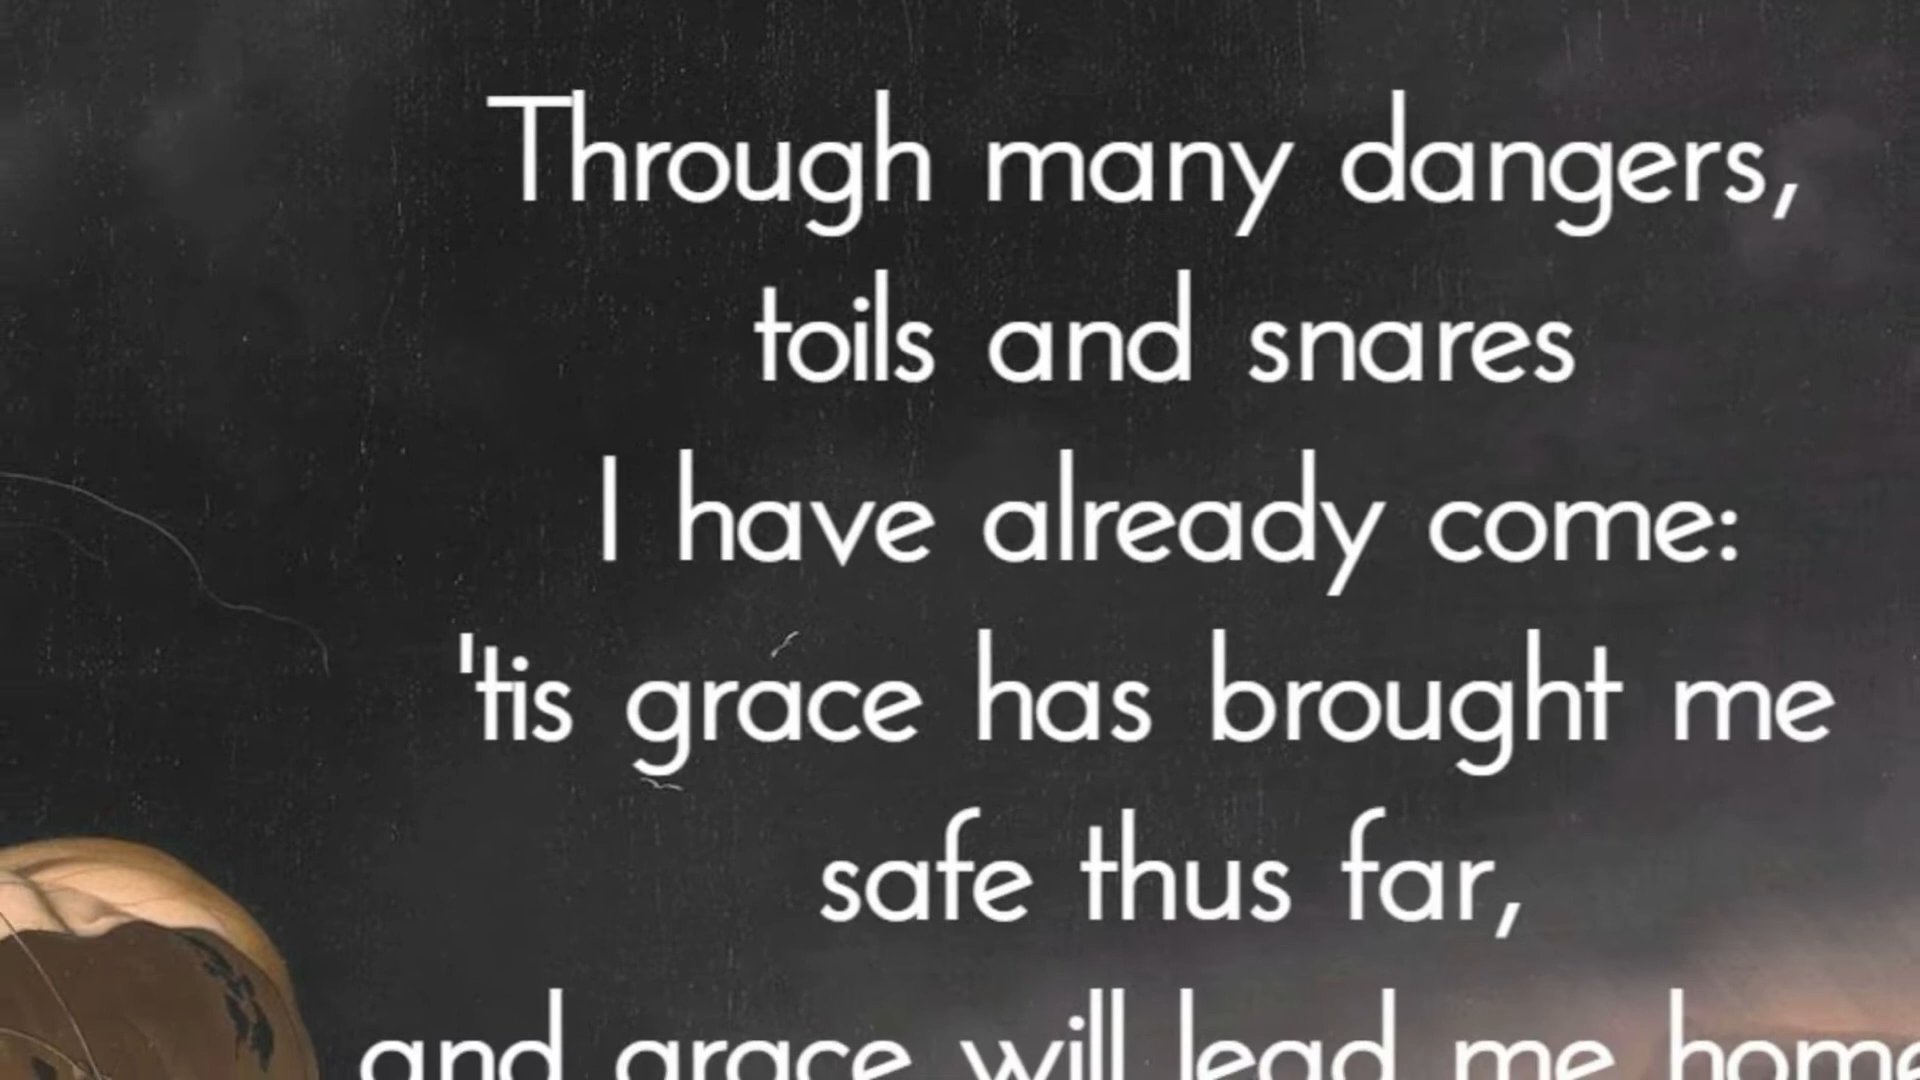 Through many dangers,
toils and snares
I have already come:
'tis grace has brought me
safe thus far,
and grace will lead me home